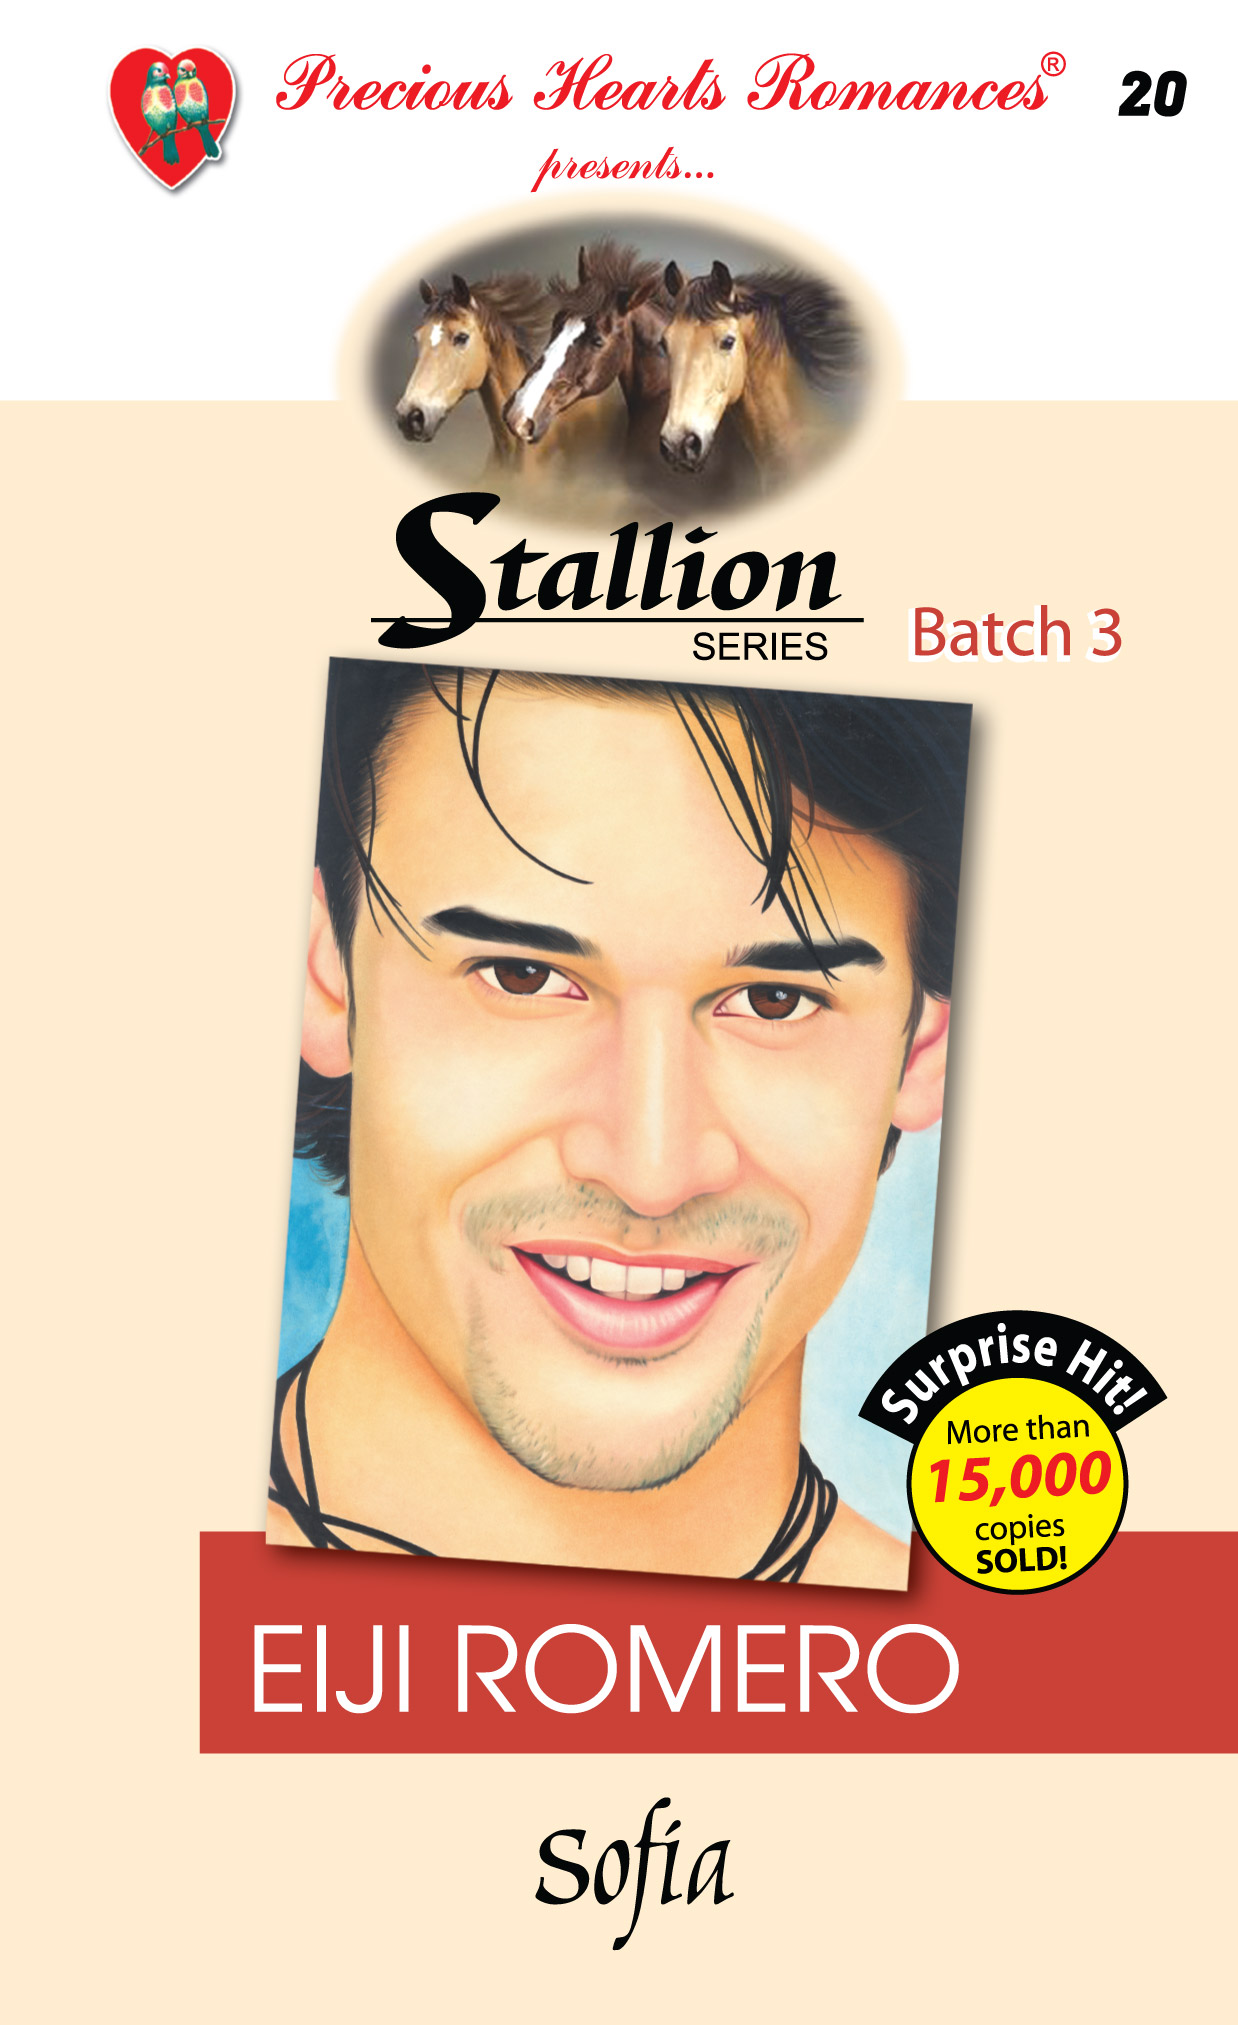 Precious Hearts Romances®
20
presents...
Stallion
SERIES
Batch 3
Surprise Hit!
More than
15,000
copies
SOLD!
EIJI ROMERO
Sofia